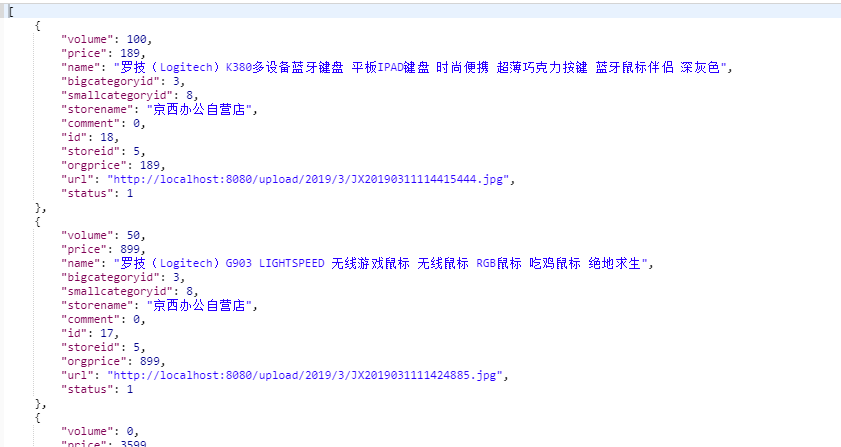 [
{
"volume": 100,
"price": 189,
"name": "罗技（Logitech）K380多设备蓝牙键盘 平板IPAD键盘 时尚便携 超薄巧克力按键 蓝牙鼠标伴侣 深灰色",
"bigcategoryid": 3,
"smallcategoryid": 8,
"storename": "京西办公自营店",
"comment": 0,
"id": 18,
"storeid": 5,
"orgprice": 189,
"url": "http://localhost:8080/upload/2019/3/JX20190311114415444.jpg",
"status": 1
},
{
"volume": 50,
"price": 899,
"name": "罗技（Logitech）G903 LIGHTSPEED 无线游戏鼠标 无线鼠标 RGB鼠标 吃鸡鼠标 绝地求生",
"bigcategoryid": 3,
"smallcategoryid": 8,
"storename": "京西办公自营店",
"comment": 0,
"id": 17,
"storeid": 5,
"orgprice": 899,
"url": "http://localhost:8080/upload/2019/3/JX2019031111424885.jpg",
"status": 1
},
{
"volume": 0,
"price": 3599